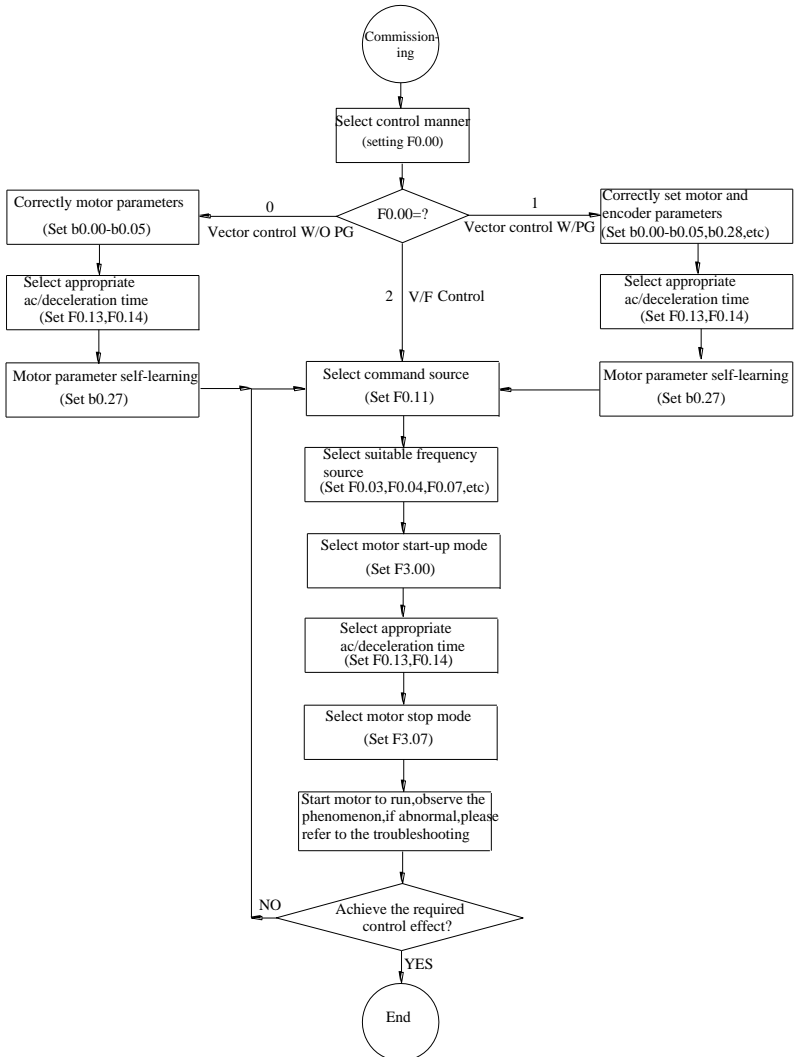 Commission-
ing
Select control manner
(setting F0.00)
F0.00=?
0
Vector control W/O PG
1
Vector control W/PG
2 V/F Control
Correctly motor parameters
(Set b0.00-b0.05)
Select appropriate
ac/deceleration time
(Set F0.13,F0.14)
Motor parameter self-learning
(Set b0.27)
Correctly set motor and
encoder parameters
(Set b0.00-b0.05,b0.28,etc)
Select appropriate
ac/deceleration time
(Set F0.13,F0.14)
Motor parameter self-learning
(Set b0.27)
Select command source
(Set F0.11)
Select suitable frequency
source
(Set F0.03,F0.04,F0.07,etc)
Select motor start-up mode
(Set F3.00)
Select appropriate
ac/deceleration time
(Set F0.13,F0.14)
Select motor stop mode
(Set F3.07)
Start motor to run,observe the
phenomenon,if abnormal,please
refer to the troubleshooting
NO
Achieve the required
control effect?
YES
End